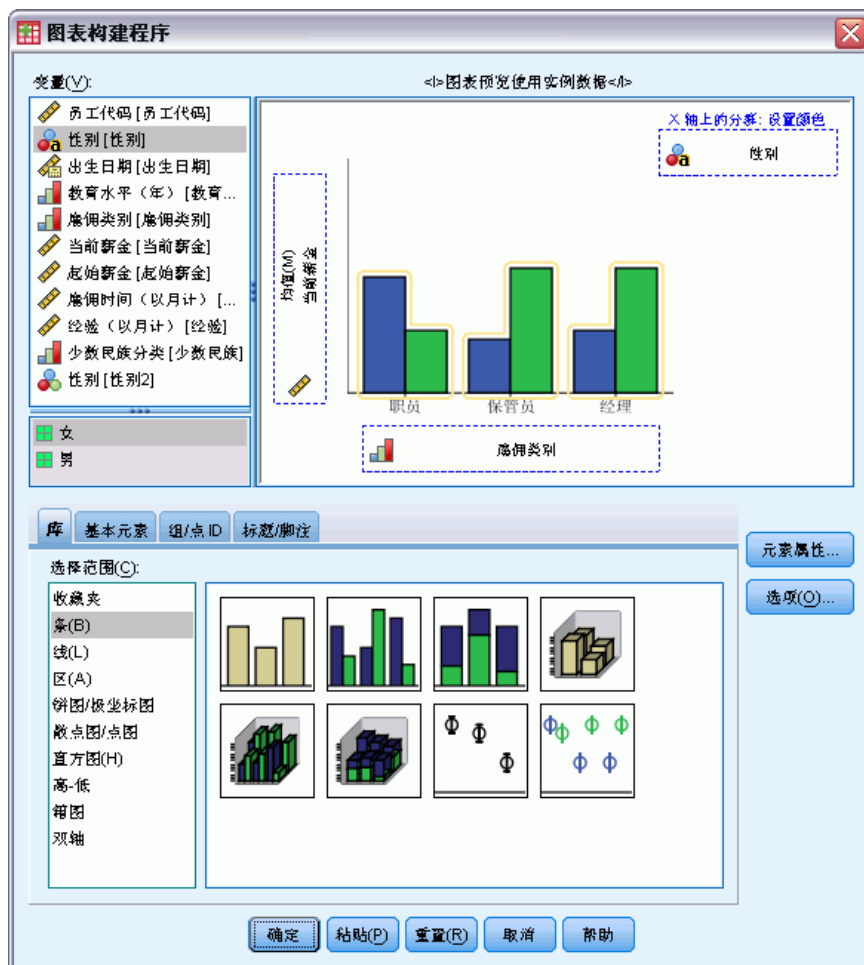 图表构建程序
变量(V):
<I>图表预览使用实例数据</I>
员工代码 [员工代码]
性别 [性别]
出生日期 [出生日期]
教育水平（年） [教育...
雇佣类别 [雇佣类别]
当前薪金 [当前薪金]
起始薪金 [起始薪金]
雇佣时间（以月计） [...
经验（以月计） [经验]
少数民族分类 [少数民族]
性别 [性别2]
女
男
X 轴上的分群: 设置颜色
性别
均值(M)
当前薪金
职员 保管员 经理
雇佣类别
库 基本元素 组/点 ID 标题/脚注
选择范围(C):
收藏夹
条(B)
线(L)
区(A)
饼图/极坐标图
散点图/点图
直方图(H)
高-低
箱图
双轴
元素属性...
选项(O)...
确定 粘贴(P) 重置(R) 取消 帮助